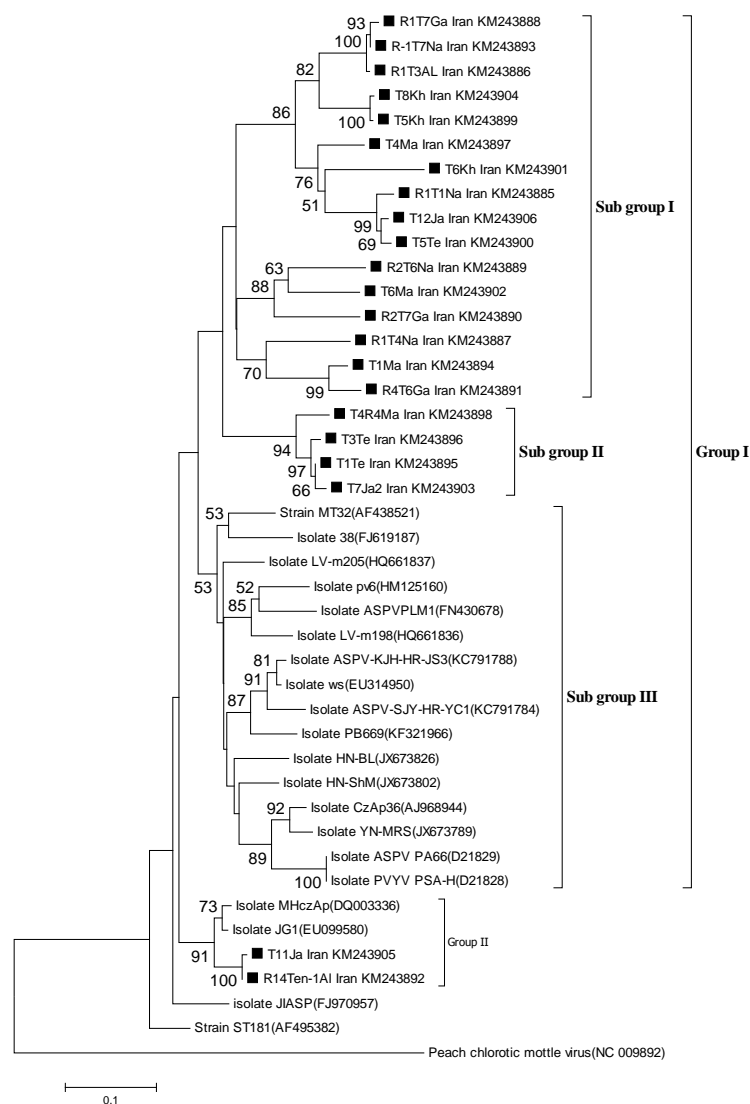 93
R1T7Ga Iran KM243888
100
R-1T7Na Iran KM243893
82
R1T3AL Iran KM243886
T8Kh Iran KM243904
86
100
T5Kh Iran KM243899
T4Ma Iran KM243897
76
T6Kh Iran KM243901
51
R1T1Na Iran KM243885
Sub group I
99
T12Ja Iran KM243906
69
T5Te Iran KM243900
63
R2T6Na Iran KM243889
88
T6Ma Iran KM243902
R2T7Ga Iran KM243890
R1T4Na Iran KM243887
70
T1Ma Iran KM243894
99
R4T6Ga Iran KM243891
T4R4Ma Iran KM243898
94
T3Te Iran KM243896
Sub group II
Group I
97
T1Te Iran KM243895
66
T7Ja2 Iran KM243903
53
Strain MT32(AF438521)
Isolate 38(FJ619187)
Isolate LV-m205(HQ661837)
53
52
Isolate pv6(HM125160)
85
Isolate ASPVPLM1(FN430678)
Isolate LV-m198(HQ661836)
81
Isolate ASPV-KJH-HR-JS3(KC791788)
91
Isolate ws(EU314950)
87
Isolate ASPV-SJY-HR-YC1(KC791784)
Sub group III
Isolate PB669(KF321966)
Isolate HN-BL(JX673826)
Isolate HN-ShM(JX673802)
92
Isolate CzAp36(AJ968944)
Isolate YN-MRS(JX673789)
89
Isolate ASPV PA66(D21829)
100
Isolate PVYV PSA-H(D21828)
73
Isolate MHczAp(DQ003336)
Isolate JG1(EU099580)
91
Group II
T11Ja Iran KM243905
100
R14Ten-1Al Iran KM243892
isolate JIASP(FJ970957)
Strain ST181(AF495382)
Peach chlorotic mottle virus(NC 009892)
0.1